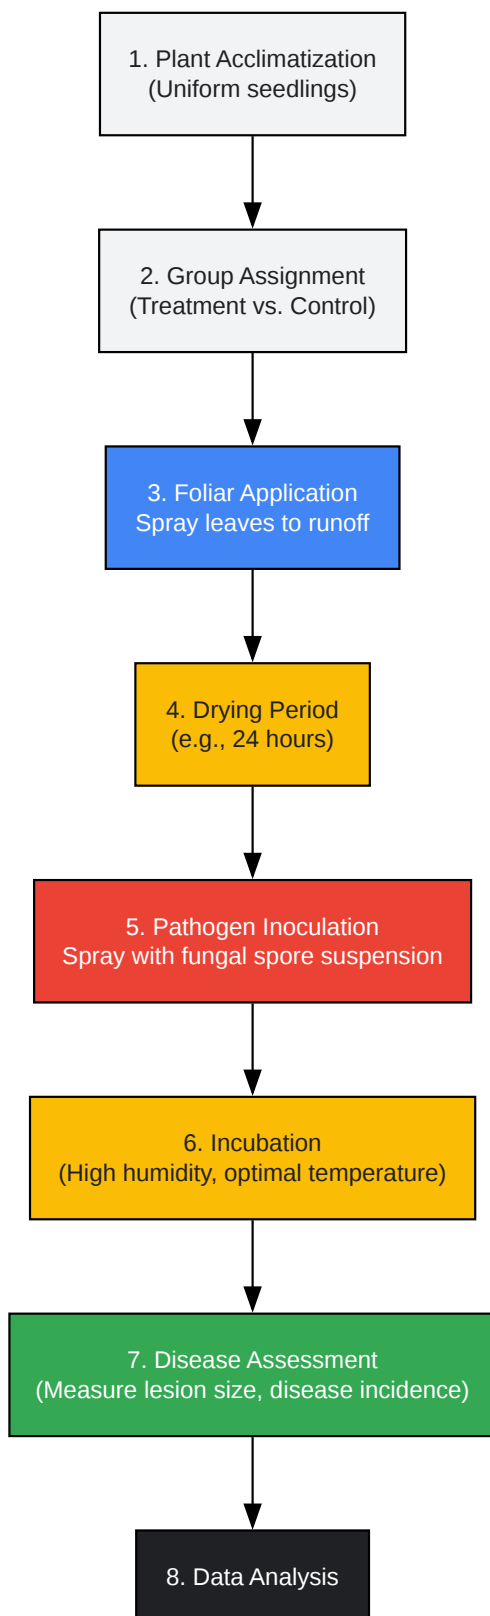 1. Plant Acclimatization
(Uniform seedlings)
2. Group Assignment
(Treatment vs. Control)
3. Foliar Application
Spray leaves to runoff
4. Drying Period
(e.g., 24 hours)
5. Pathogen Inoculation
Spray with fungal spore suspension
6. Incubation
(High humidity, optimal temperature)
7. Disease Assessment
(Measure lesion size, disease incidence)
8. Data Analysis